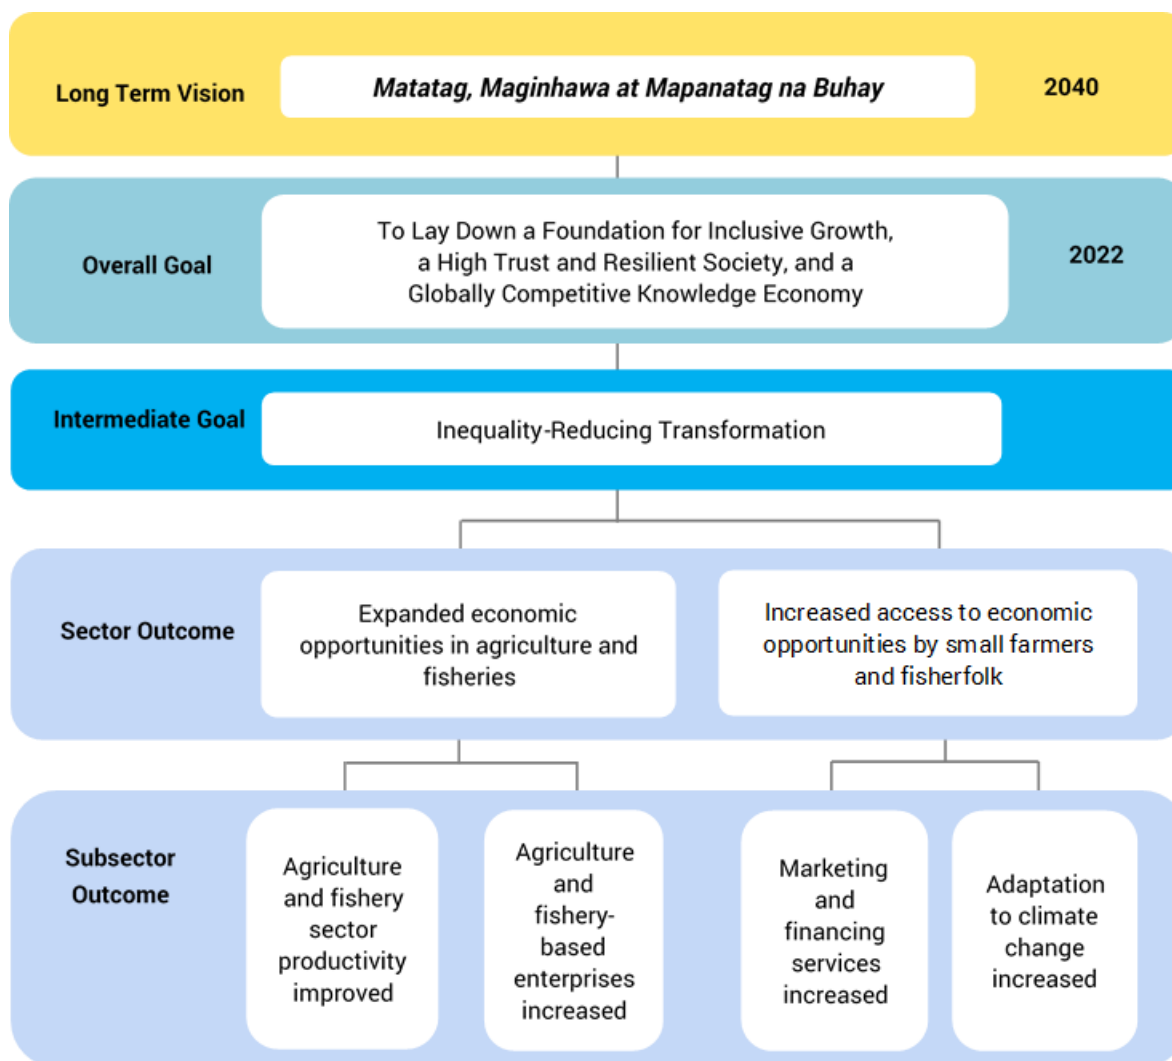 Long Term Vision
Matatag, Maginhawa at Mapanatag na Buhay
2040
Overall Goal
To Lay Down a Foundation for Inclusive Growth,
a High Trust and Resilient Society, and a
Globally Competitive Knowledge Economy
2022
Intermediate Goal
Inequality-Reducing Transformation
Sector Outcome
Expanded economic
opportunities in agriculture and
fisheries
Increased access to economic
opportunities by small farmers
and fisherfolk
Subsector
Outcome
Agriculture
and fishery
sector
productivity
improved
Agriculture
and
fishery-
based
enterprises
increased
Marketing
and
financing
services
increased
Adaptation
to climate
change
increased